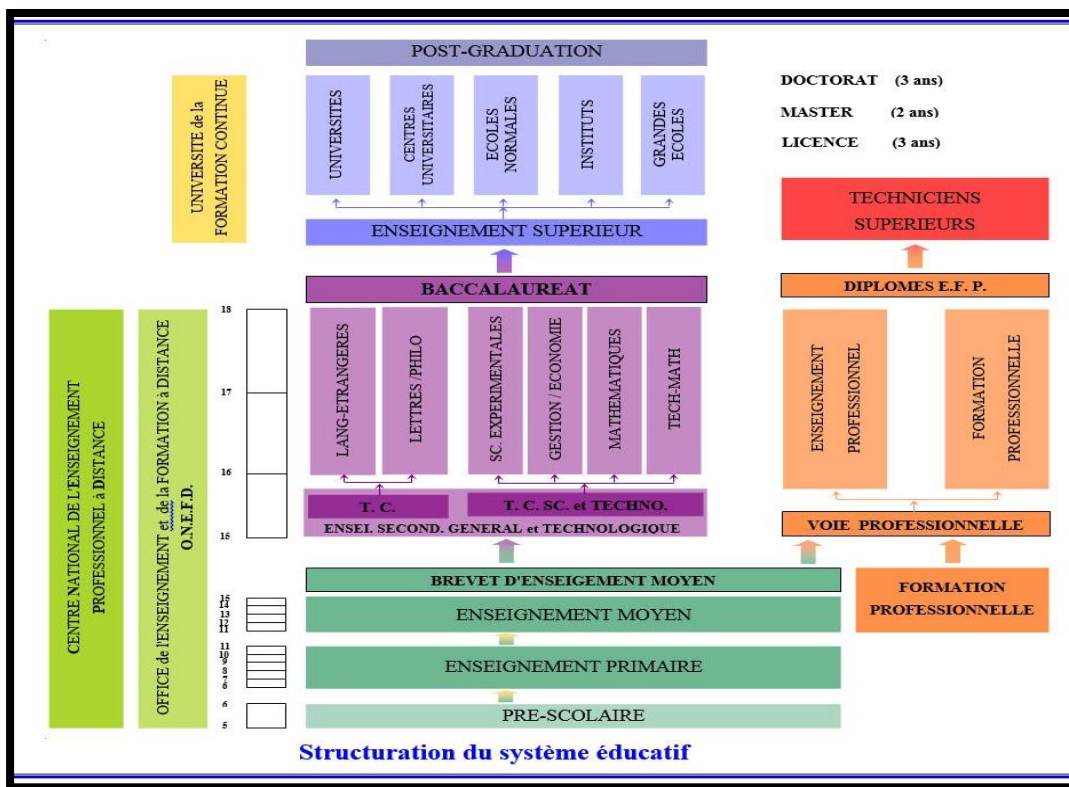 POST-GRADUATION
UNIVERSITE de la
FORMATION CONTINUE
UNIVERSITES
CENTRES
UNIVERSITAIRES
ECOLES
NORMALES
INSTITUTS
GRANDES
ECOLES
DOCTORAT (3 ans)
MASTER (2 ans)
LICENCE (3 ans)
ENSEIGNEMENT SUPERIEUR
TECHNICIENS
SUPERIEURS
BACCALAUREAT
DIPLOMES E.F. P.
CENTRE NATIONAL DE L'ENSEIGNEMENT
PROFESSIONNEL à DISTANCE
OFFICE de l'ENSEIGNEMENT et de la FORMATION à DISTANCE
O.N.E.F.D.
18
17
16
15
LANG-ETRANGERES
LETTRES /PHILO
SC. EXPERIMENTALES
GESTION / ECONOMIE
MATHEMATIQUES
TECH-MATH
ENSEIGNEMENT
PROFESSIONNEL
FORMATION
PROFESSIONNELLE
T. C.
T. C. SC. et TECHNO.
ENSEI. SECOND. GENERAL et TECHNOLOGIQUE
VOIE PROFESSIONNELLE
BREVET D'ENSEIGEMENT MOYEN
FORMATION
PROFESSIONNELLE
15
14
13
12
11
ENSEIGNEMENT MOYEN
11
10
9
8
7
6
ENSEIGNEMENT PRIMAIRE
6
5
PRE-SCOLAIRE
Structuration du système éducatif